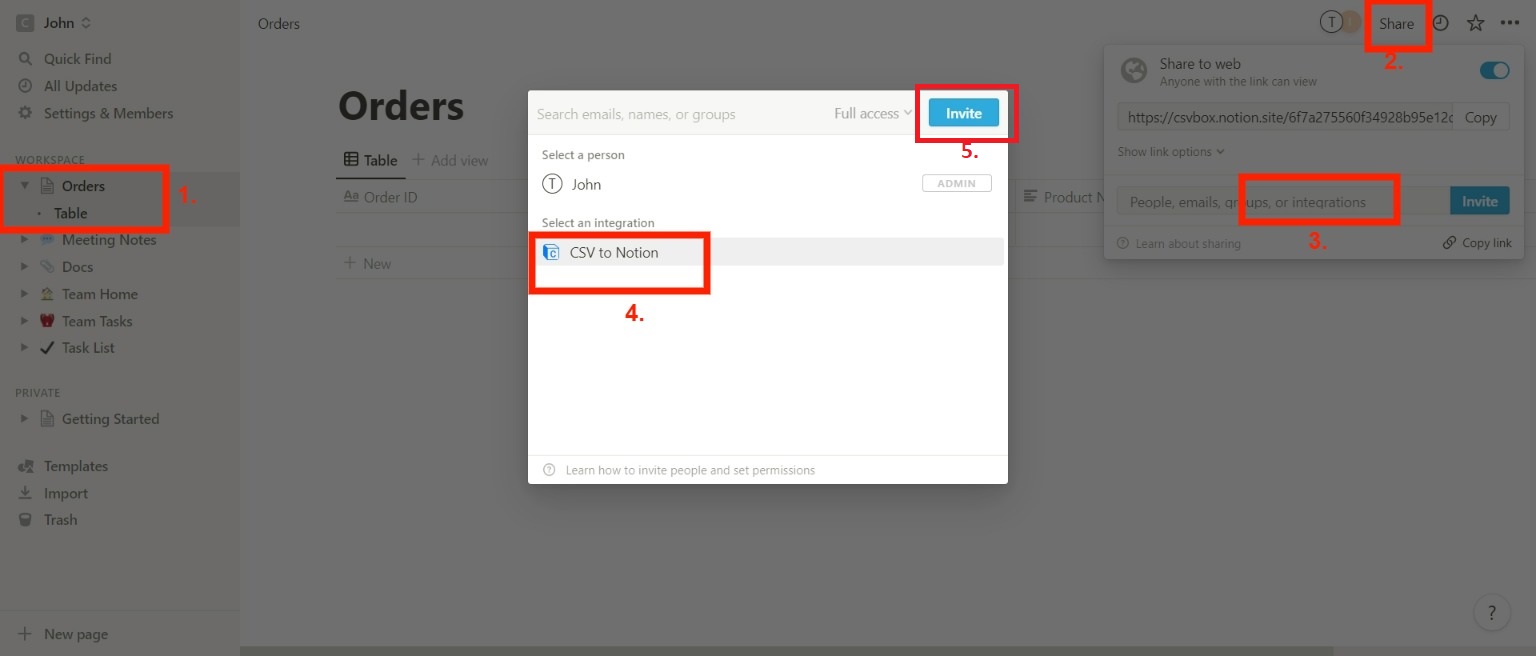 C John
Quick Find
All Updates
Settings & Members
WORKSPACE
Orders
Table
1.
Meeting Notes
Docs
Team Home
Team Tasks
Task List
PRIVATE
Getting Started
Templates
Import
Trash
New page
Orders
T
Share
2.
Orders
Table
Add view
Aa Order ID
Product N
New
Search emails, names, or groups
Full access
Invite
5.
Select a person
T John
ADMIN
Select an integration
C CSV to Notion
4.
? Learn how to invite people and set permissions
Share to web
Anyone with the link can view
https://csvbox.notion.site/6f7a275560f34928b95e12c
Copy
Show link options
People, emails, groups, or integrations
Invite
3.
? Learn about sharing
Copy link
?